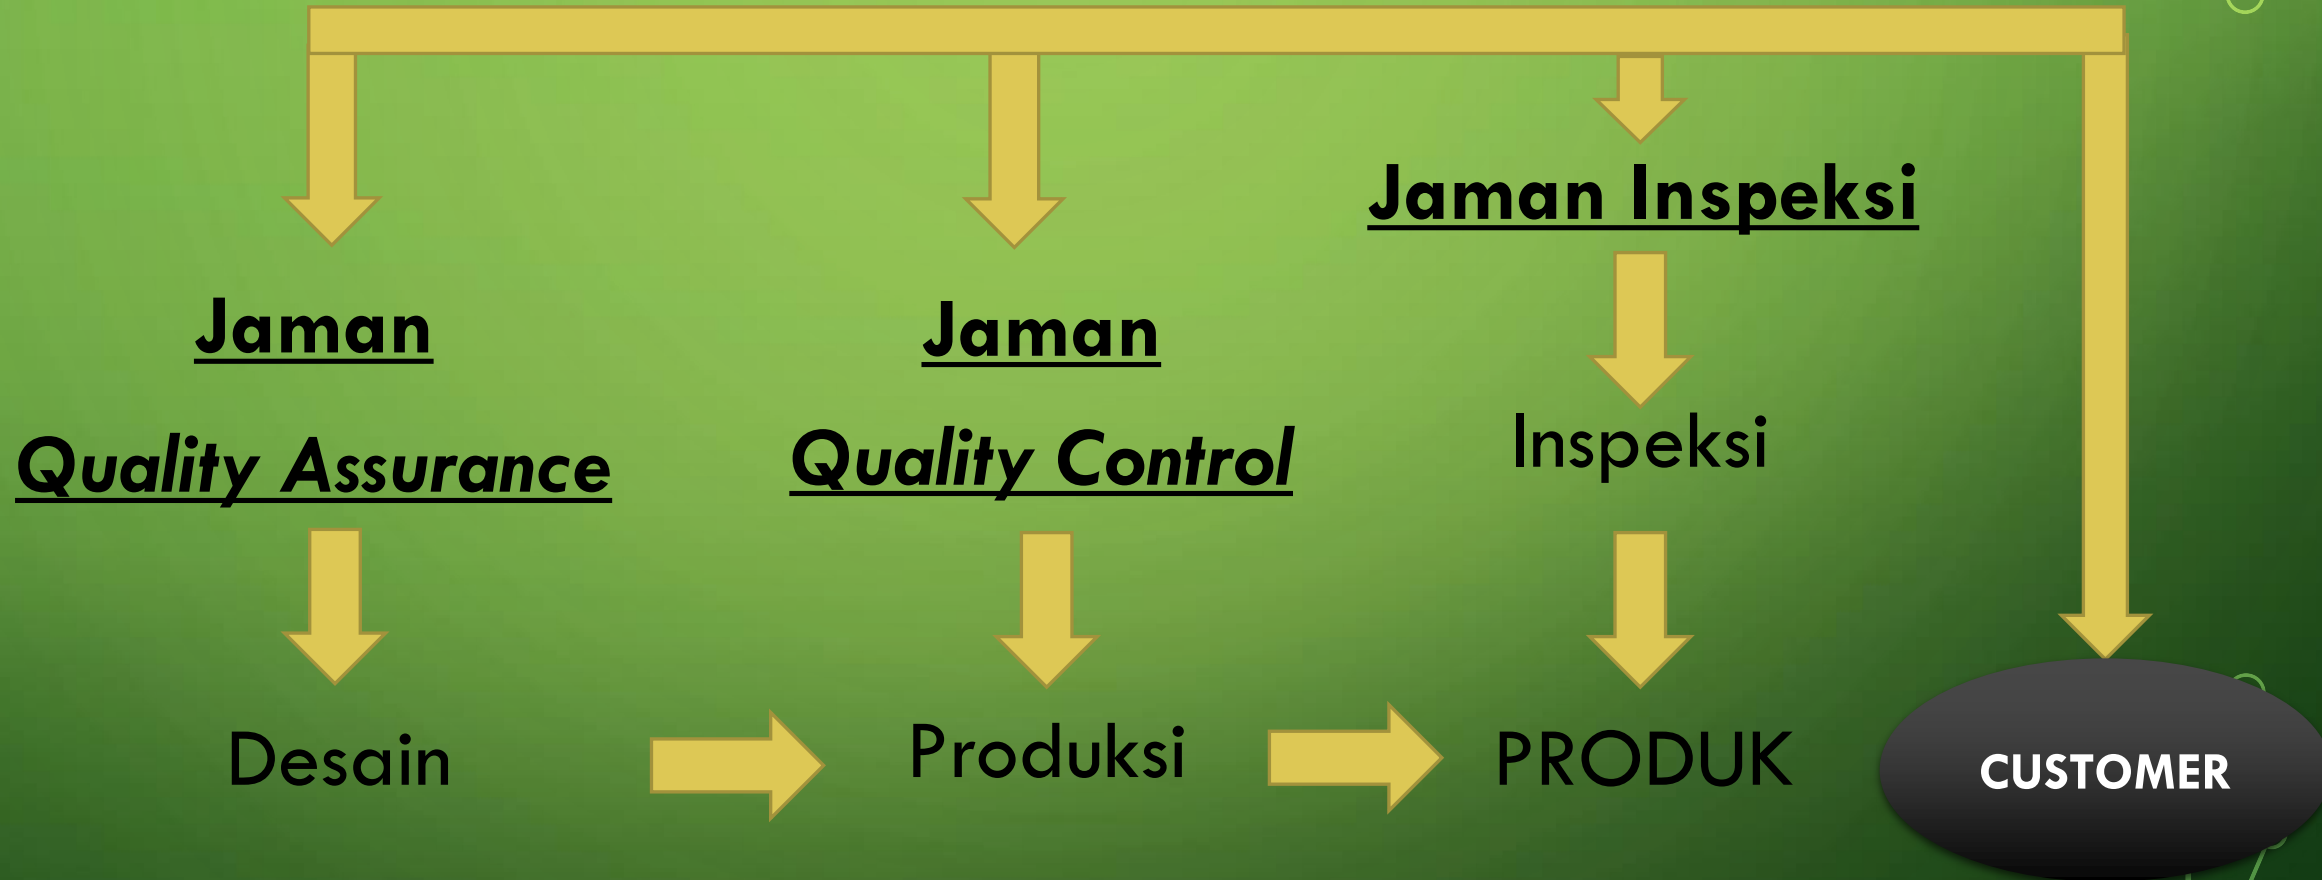 Jaman
Quality Assurance
Desain
Jaman
Quality Control
Produksi
Jaman Inspeksi
Inspeksi
PRODUK
CUSTOMER